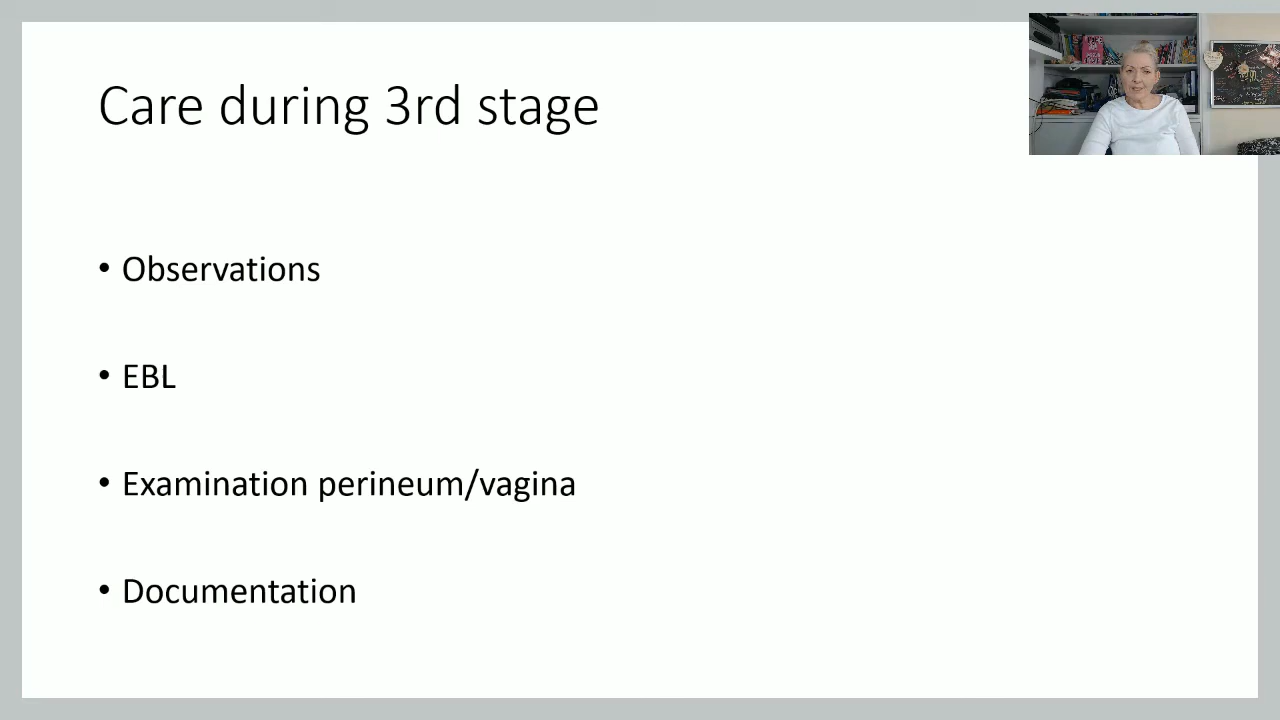 Care during 3rd stage
• Observations
• EBL
• Examination perineum/vagina
• Documentation